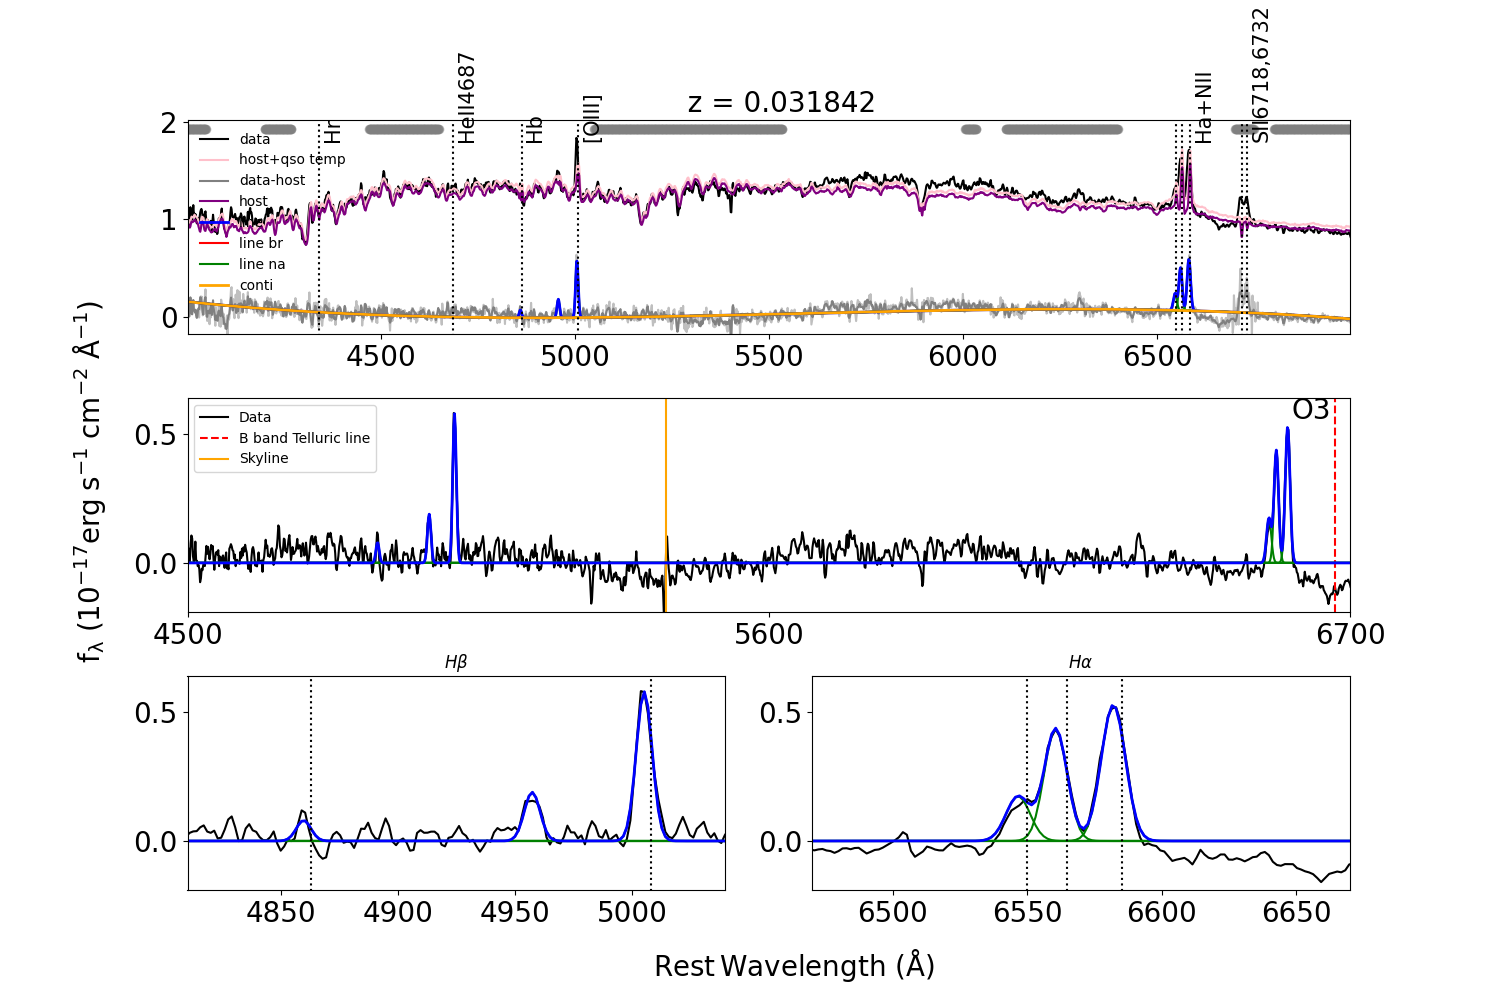 z = 0.031842
Hr
HeII4687
Hb
[OIII]
Ha+NII
SII6718,6732
2
1
0
data
host+qso temp
data-host
host
line br
line na
conti
4500
5000
5500
6000
6500
Data
B band Telluric line
Skyline
O3
0.5
0.0
4500
5600
6700
fλ (10⁻¹⁷erg s⁻¹ cm⁻² Å⁻¹)
Hβ
0.5
0.0
4850
4900
4950
5000
Hα
0.5
0.0
6500
6550
6600
6650
Rest Wavelength (Å)